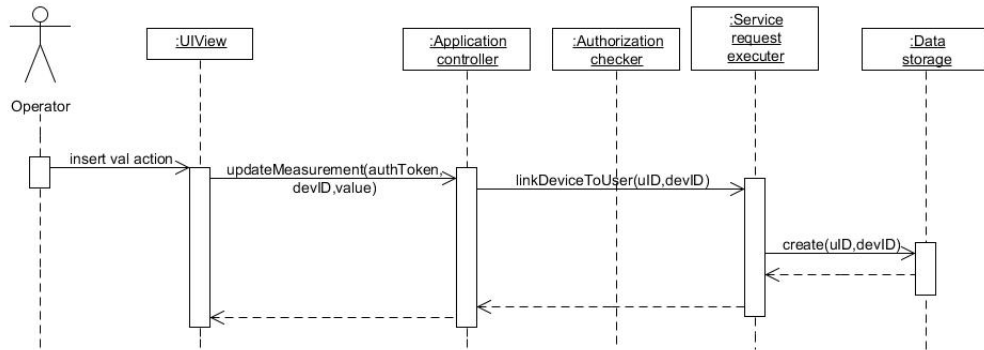 :UIView
:Application
controller
:Authorization
checker
:Service
request
executer
:Data
storage
Operator
insert val action
updateMeasurement(authToken,
devID,value)
linkDeviceToUser(uID,devID)
create(uID,devID)